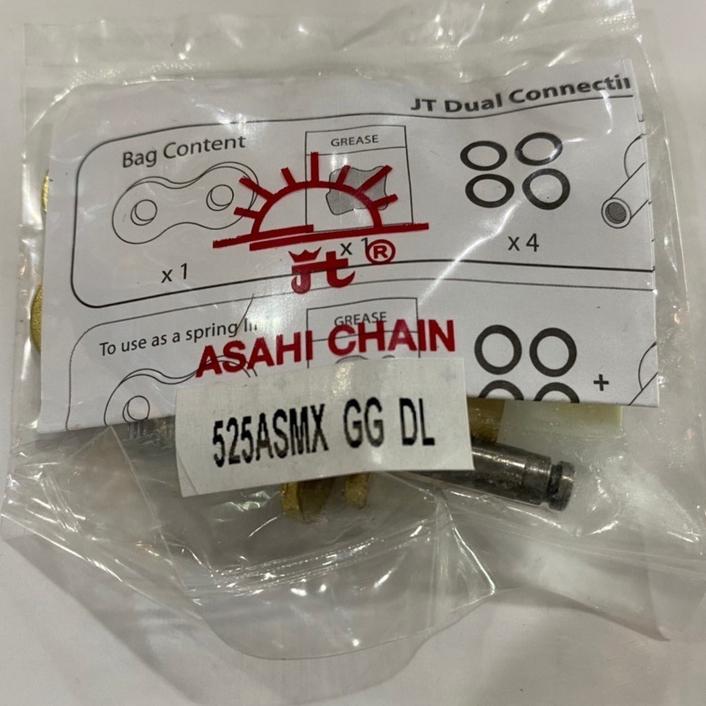 JT Dual Connecti
Bag Content
GREASE
x 1
x 1
x 4
Jt®
To use as a spring
GREASE
+
ASAHI CHAIN
525ASMX GG DL